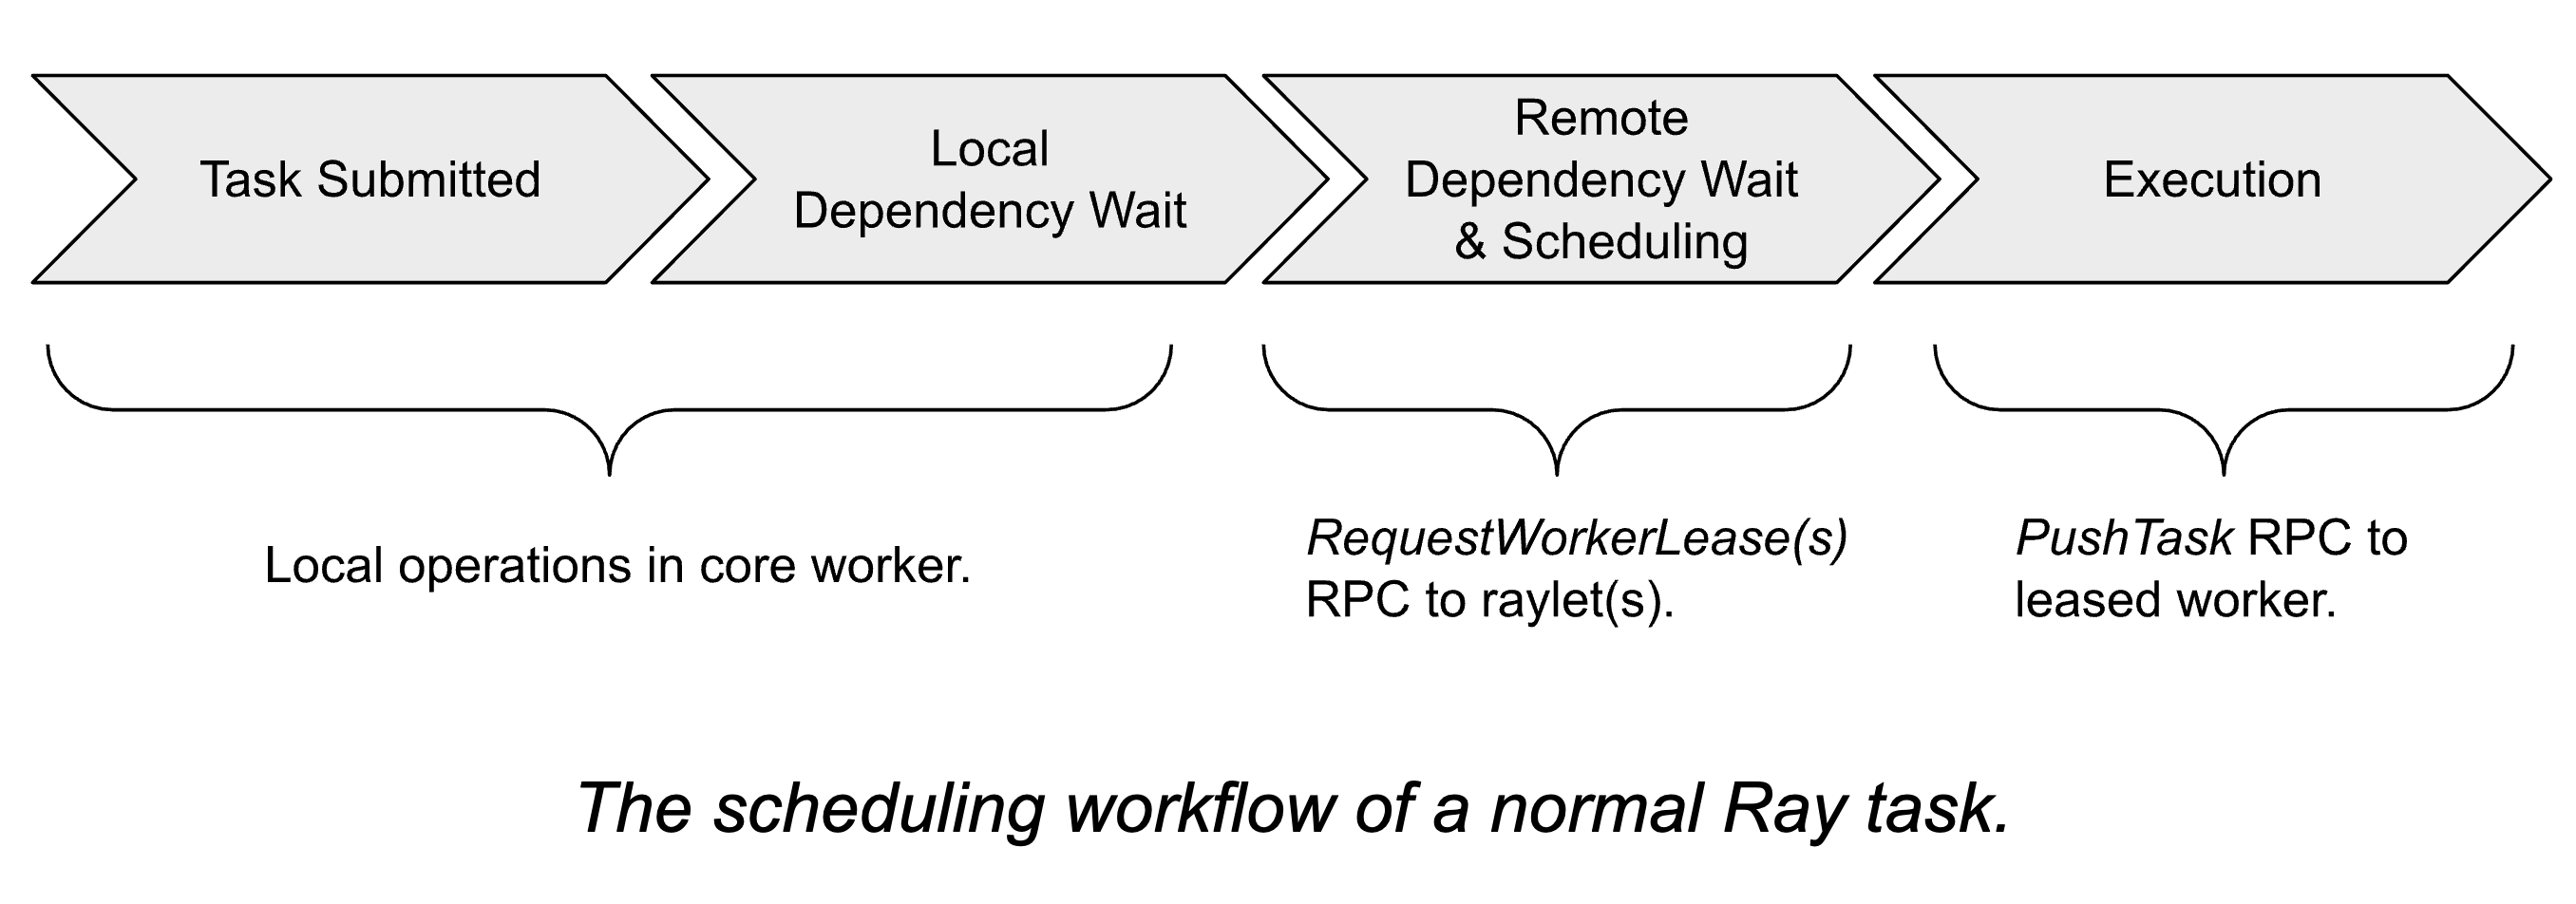 Task Submitted
Local
Dependency Wait
Remote
Dependency Wait
& Scheduling
Execution
Local operations in core worker.
RequestWorkerLease(s)
RPC to raylet(s).
PushTask RPC to
leased worker.
The scheduling workflow of a normal Ray task.